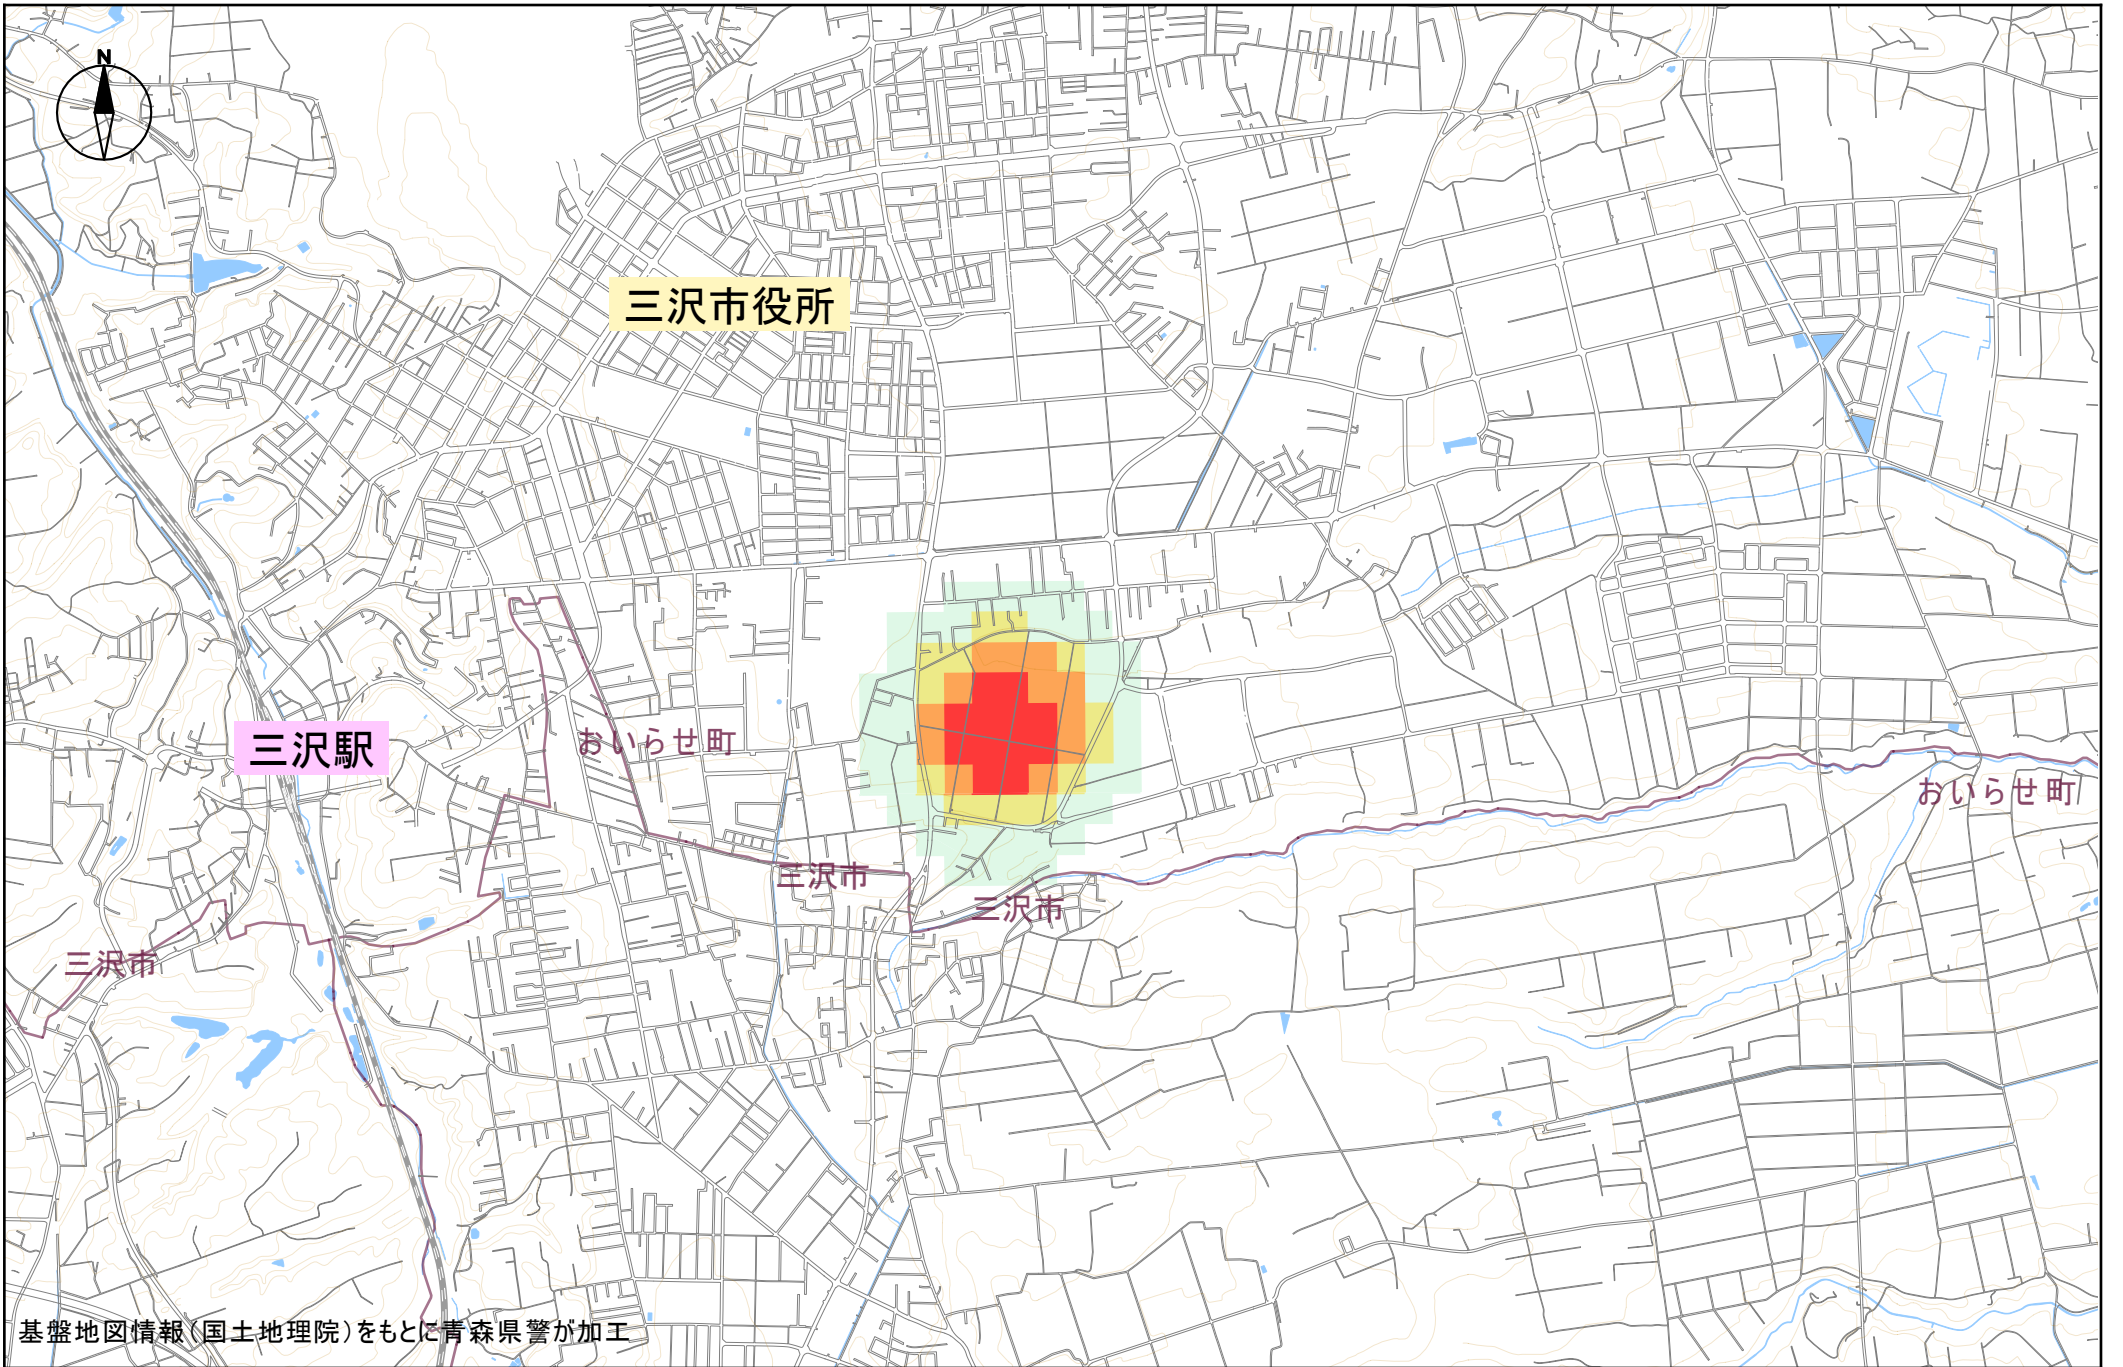 N
三沢市役所
三沢駅
おいらせ町
おいらせ町
三沢市
三沢市
三沢市
基盤地図情報(国土地理院)をもとに青森県警が加工